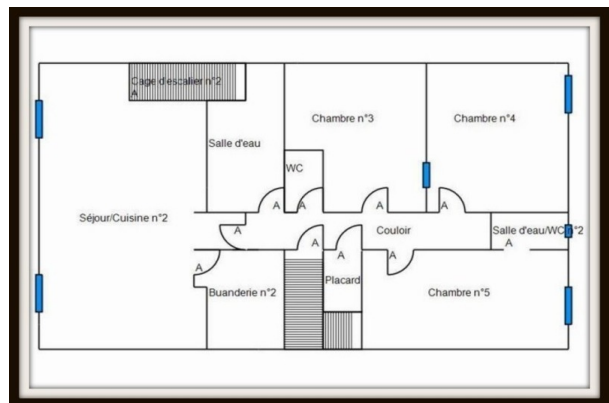 Cage d'escalier n°2
A
Chambre n°3
Chambre n°4
Salle d'eau
WC
A
A
A
A
Séjour/Cuisine n°2
A
Couloir
Salle d'eau/WC n°2
A
A
A
A
A
Buanderie n°2
Placard
Chambre n°5